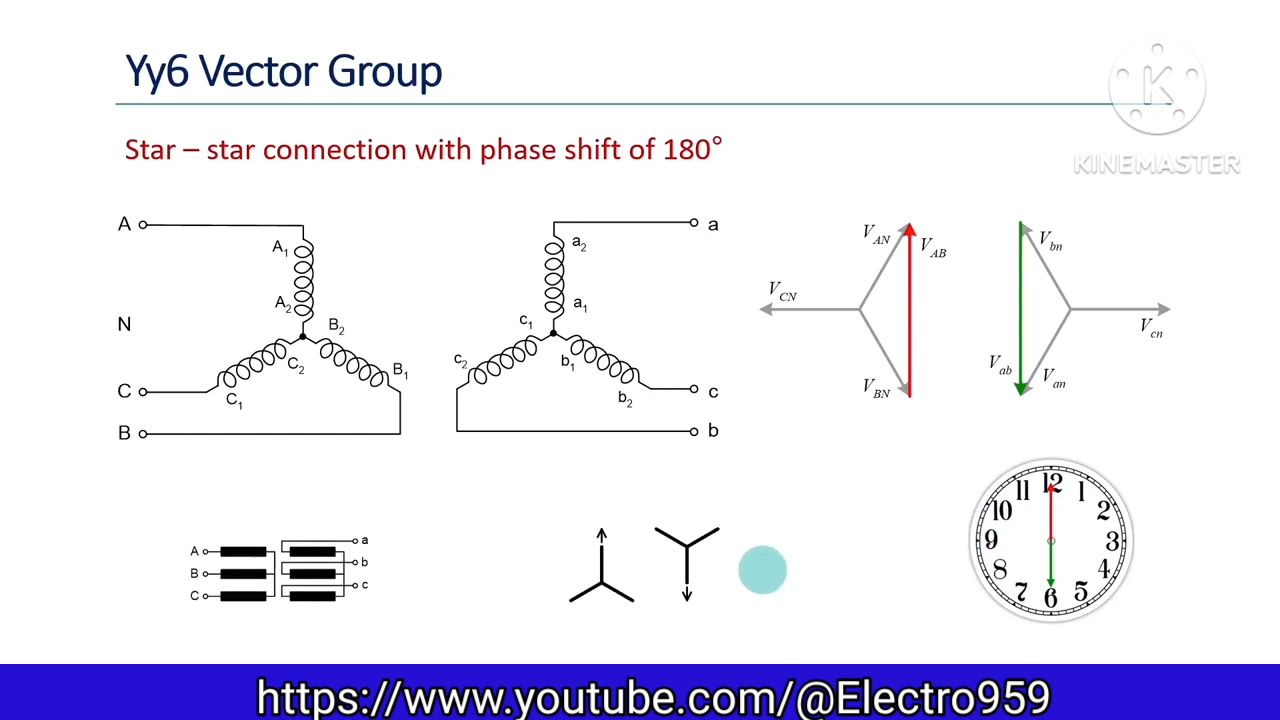 Yy6 Vector Group
K
KINEMASTER
Star – star connection with phase shift of 180°
A
A₁
A₂
N
B₂
C₂
B₁
C
C₁
B
a
a₂
a₁
c₁
c₂
b₁
b₂
c
b
V_AN
V_AB
V_CN
V_BN
V_bn
V_cn
V_ab
V_an
A
B
C
a
b
c
12
1
2
3
4
5
6
7
8
9
10
11
https://www.youtube.com/@Electro959